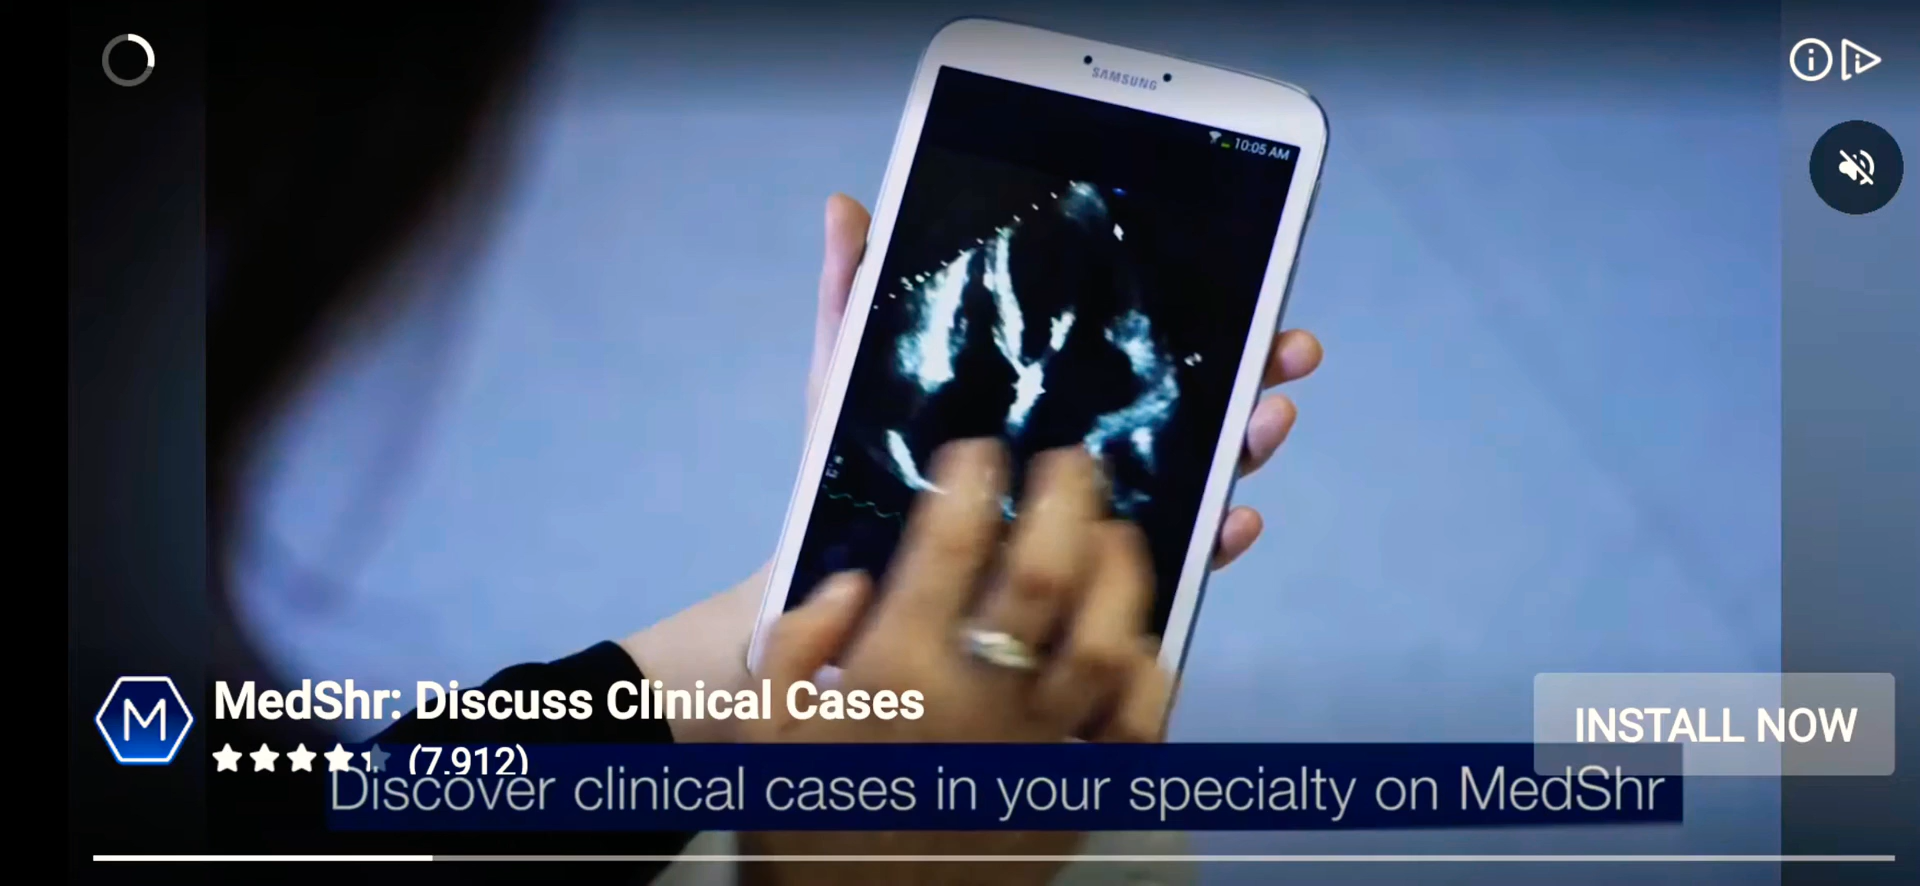 SAMSUNG
10:05 AM
M
MedShr: Discuss Clinical Cases
(7.912)
INSTALL NOW
Discover clinical cases in your specialty on MedShr